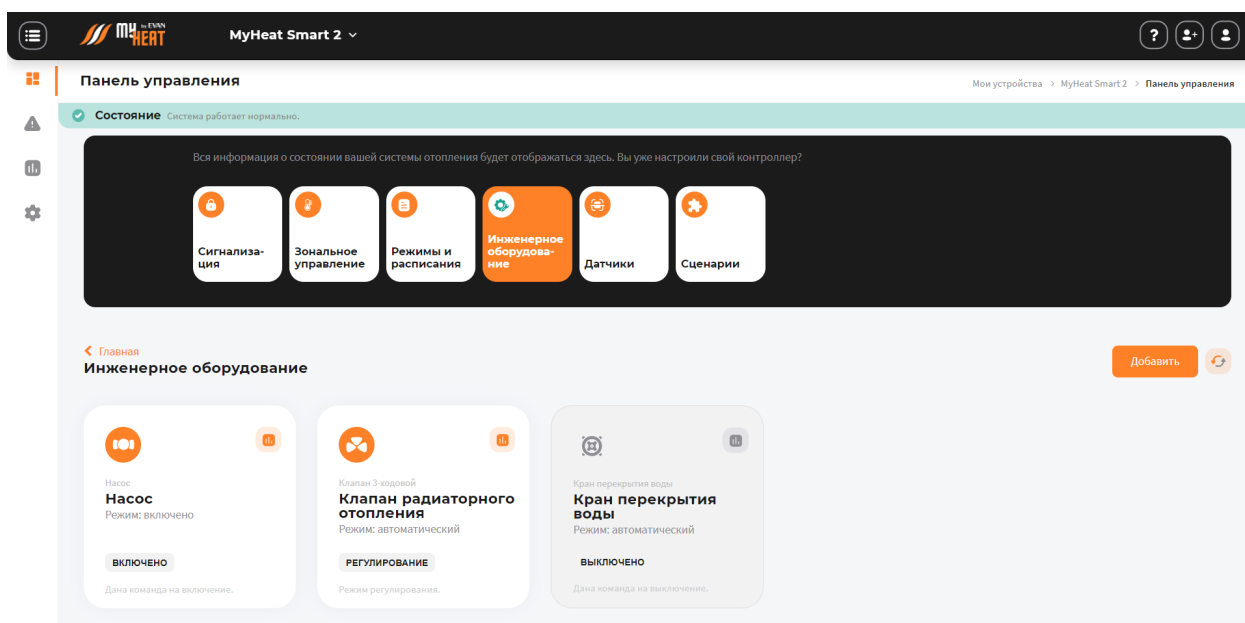 MYHEAT by EVAN
MyHeat Smart 2
?
Панель управления
Мои устройства > MyHeat Smart 2 > Панель управления
Состояние Система работает нормально.
Вся информация о состоянии вашей системы отопления будет отображаться здесь. Вы уже настроили свой контроллер?
Сигнализа-
ция
Зональное
управление
Режимы и
расписания
Инженерное
оборудова-
ние
Датчики
Сценарии
Главная
Инженерное оборудование
Добавить
Насос
Насос
Режим: включено
ВКЛЮЧЕНО
Дана команда на включение.
Клапан 3-ходовой
Клапан радиаторного
отопления
Режим: автоматический
РЕГУЛИРОВАНИЕ
Режим регулирования.
Кран перекрытия воды
Кран перекрытия
воды
Режим: автоматический
ВЫКЛЮЧЕНО
Дана команда на выключение.